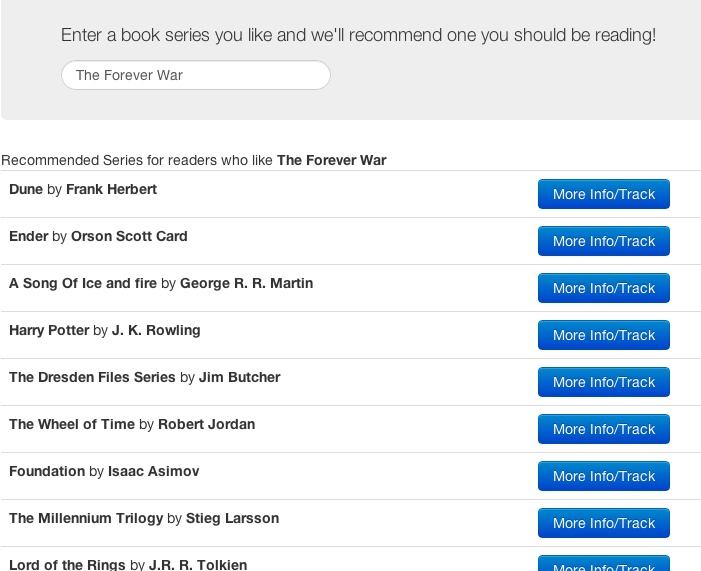 Enter a book series you like and we'll recommend one you should be reading!
The Forever War
Recommended Series for readers who like The Forever War
Dune by Frank Herbert More Info/Track
Ender by Orson Scott Card More Info/Track
A Song Of Ice and fire by George R. R. Martin More Info/Track
Harry Potter by J. K. Rowling More Info/Track
The Dresden Files Series by Jim Butcher More Info/Track
The Wheel of Time by Robert Jordan More Info/Track
Foundation by Isaac Asimov More Info/Track
The Millennium Trilogy by Stieg Larsson More Info/Track
Lord of the Rings by J.R. R. Tolkien More Info/Track